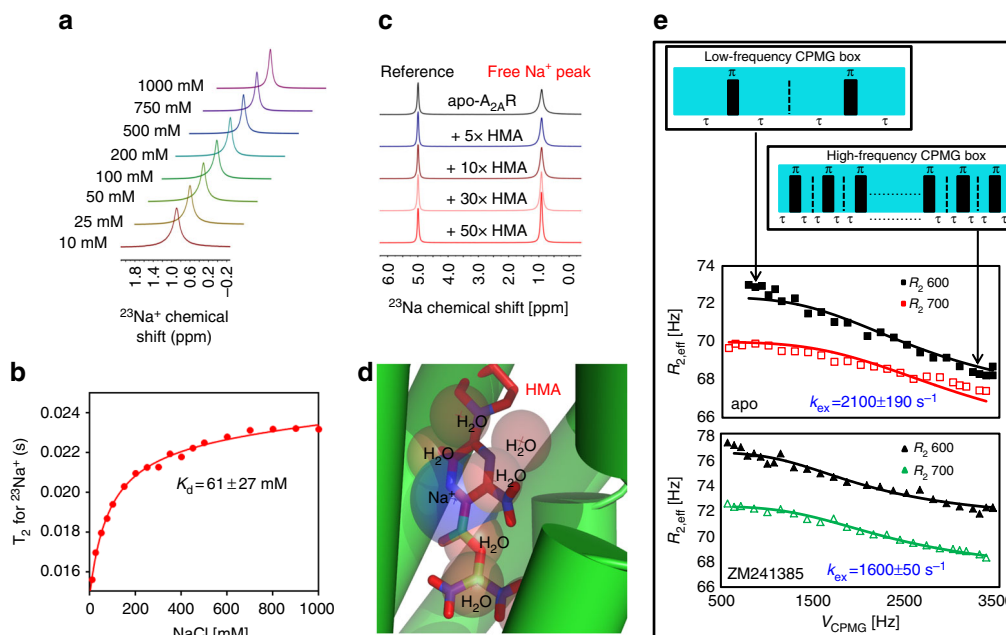 a
1000 mM
750 mM
500 mM
200 mM
100 mM
50 mM
25 mM
10 mM
1.8
1.4
1.0
0.6
0.2
–0.2
23Na+ chemical
shift (ppm)
b
0.024
0.022
0.020
0.018
0.016
T2 for 23Na+ (s)
Kd = 61 ± 27 mM
0 200 400 600 800 1000
NaCl [mM]
c
Reference Free Na+ peak
apo-A2AR
+ 5× HMA
+ 10× HMA
+ 30× HMA
+ 50× HMA
5.0 4.0 3.0 2.0 1.0 0.0
23Na chemical shift [ppm]
d
HMA
H2O
H2O
H2O
H2O
Na+
H2O
H2O
e
Low-frequency CPMG box
π π
τ τ τ τ
High-frequency CPMG box
π π π π π π
τ τ τ τ τ τ τ τ τ τ
74
72
70
68
66
R2,eff [Hz]
R2 600
R2 700
kex=2100±190 s–1
apo
78
76
74
72
70
68
66
R2,eff [Hz]
R2 600
R2 700
kex=1600±50 s–1
ZM241385
500 1500 2500 3500
VCPMG [Hz]